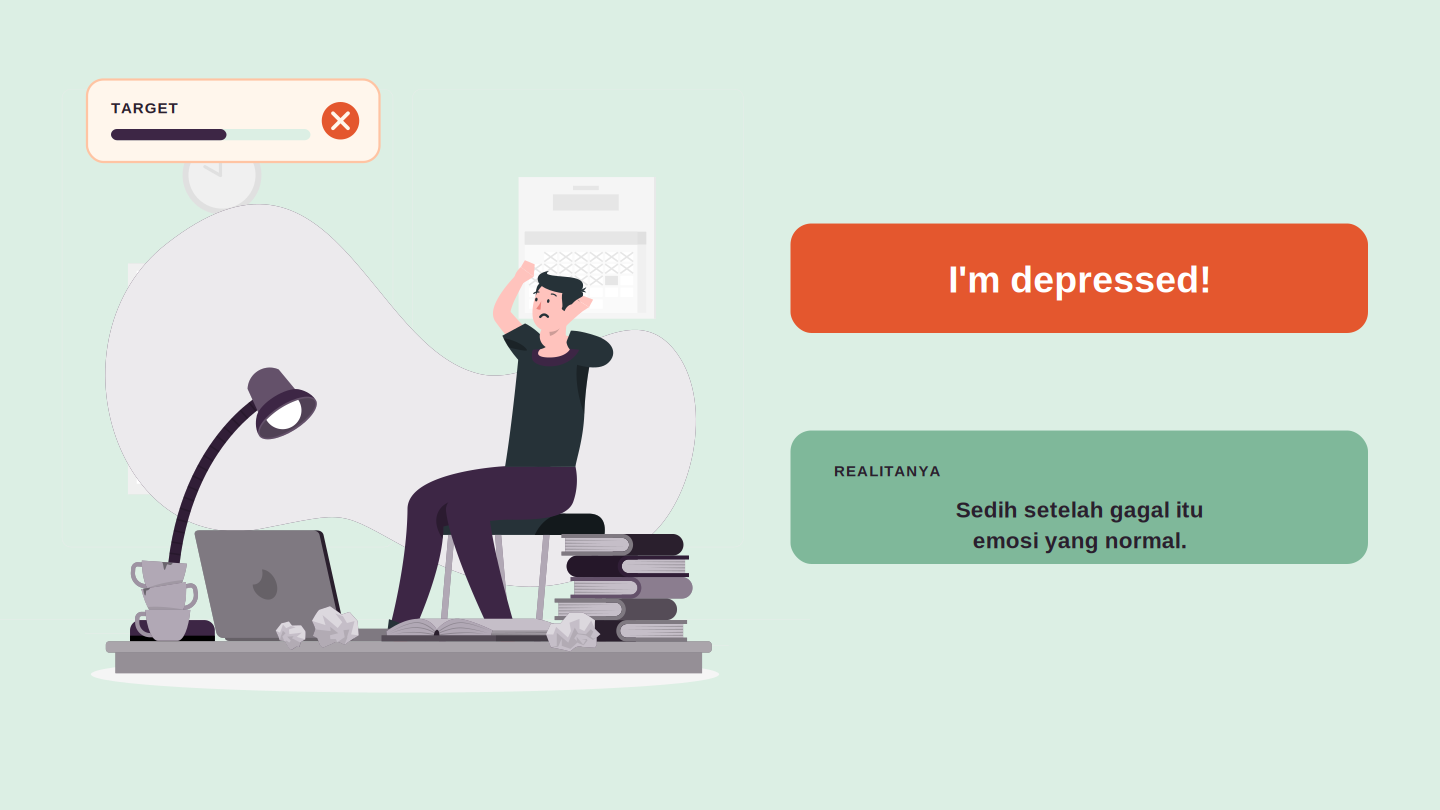 TARGET
I'm depressed!
REALITANYA
Sedih setelah gagal itu
emosi yang normal.